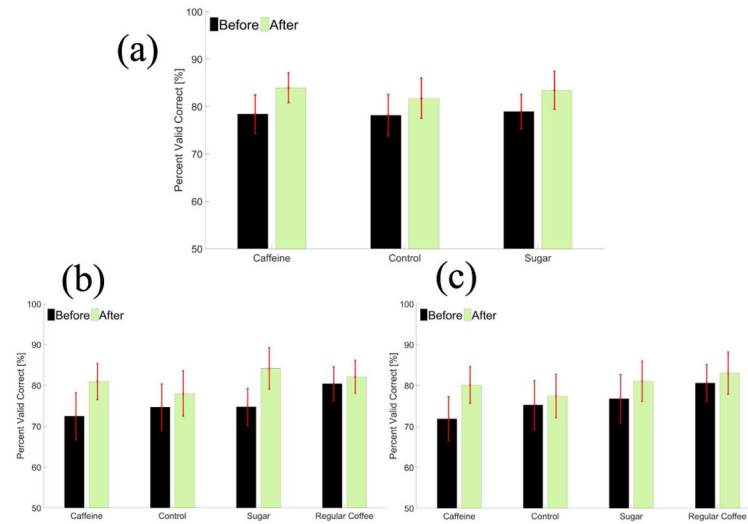 (a)
Before After
Percent Valid Correct [%]
100
90
80
70
60
50
Caffeine Control Sugar
(b)
Before After
Percent Valid Correct [%]
100
90
80
70
60
50
Caffeine Control Sugar Regular Coffee
(c)
Before After
Percent Valid Correct [%]
100
90
80
70
60
50
Caffeine Control Sugar Regular Coffee